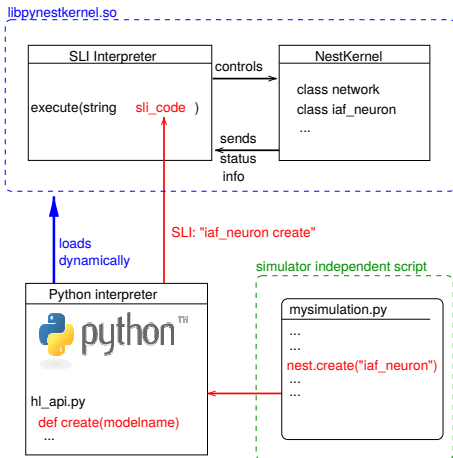 libpynestkernel.so
SLI Interpreter
execute(string sli_code )
controls
NestKernel
class network
class iaf_neuron
...
sends
status
info
SLI: "iaf_neuron create"
loads
dynamically
simulator independent script
Python interpreter
python™
hl_api.py
def create(modelname)
...
mysimulation.py
...
...
nest.create("iaf_neuron")
...
...